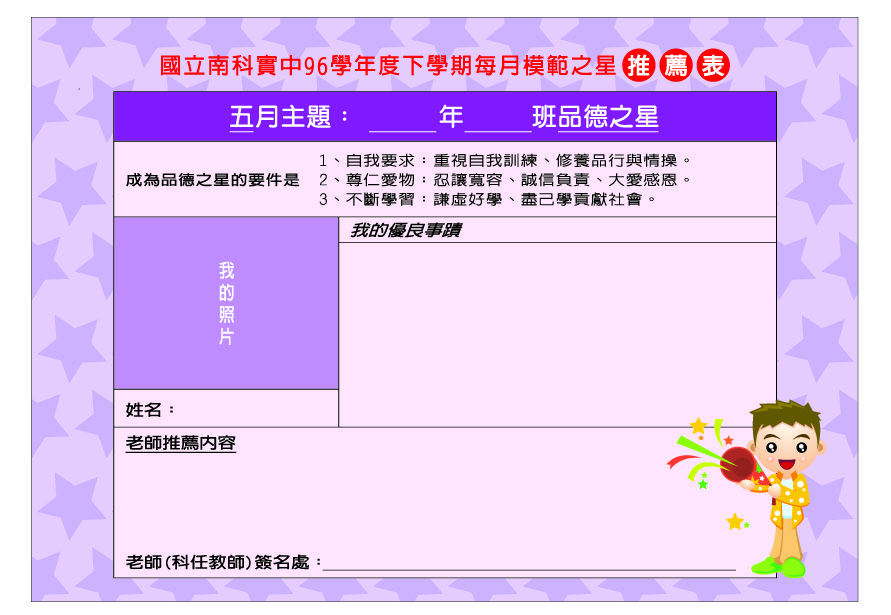 國立南科實中96學年度下學期每月模範之星推薦表
五月主題：＿＿＿年＿＿＿班品德之星
成為品德之星的要件是
1、自我要求：重視自我訓練、修養品行與情操。
2、尊仁愛物：忍讓寬容、誠信負責、大愛感恩。
3、不斷學習：謙虛好學、盡己學貢獻社會。
我的照片
我的優良事蹟
姓名：
老師推薦內容
老師(科任教師)簽名處：